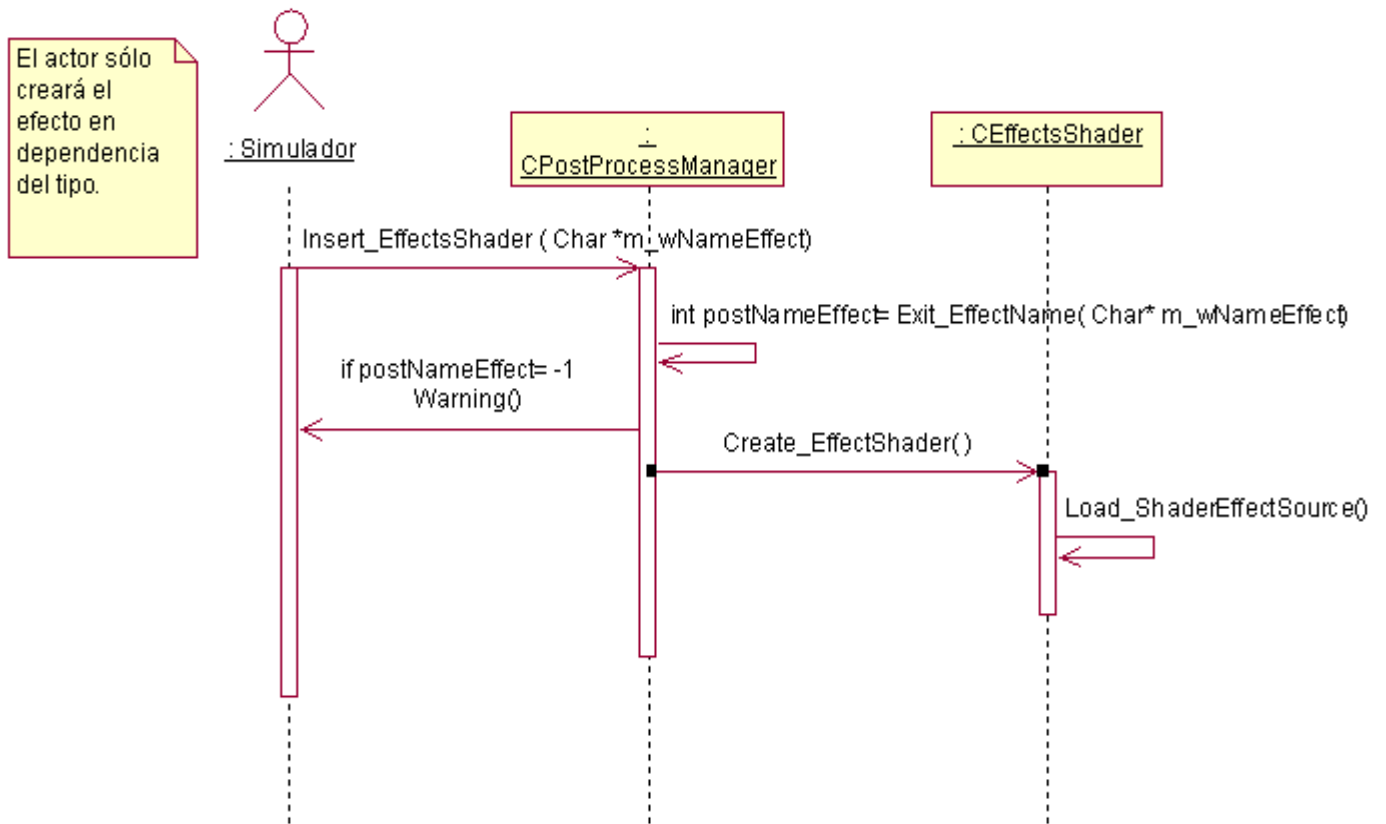 El actor sólo
creará el
efecto en
dependencia
del tipo.
: Simulador
:
CPostProcessManager
: CEffectsShader
Insert_EffectsShader ( Char *m_wNameEffect)
int postNameEffect= Exit_EffectName( Char* m_wNameEffect)
if postNameEffect= -1
Warning()
Create_EffectShader( )
Load_ShaderEffectSource()